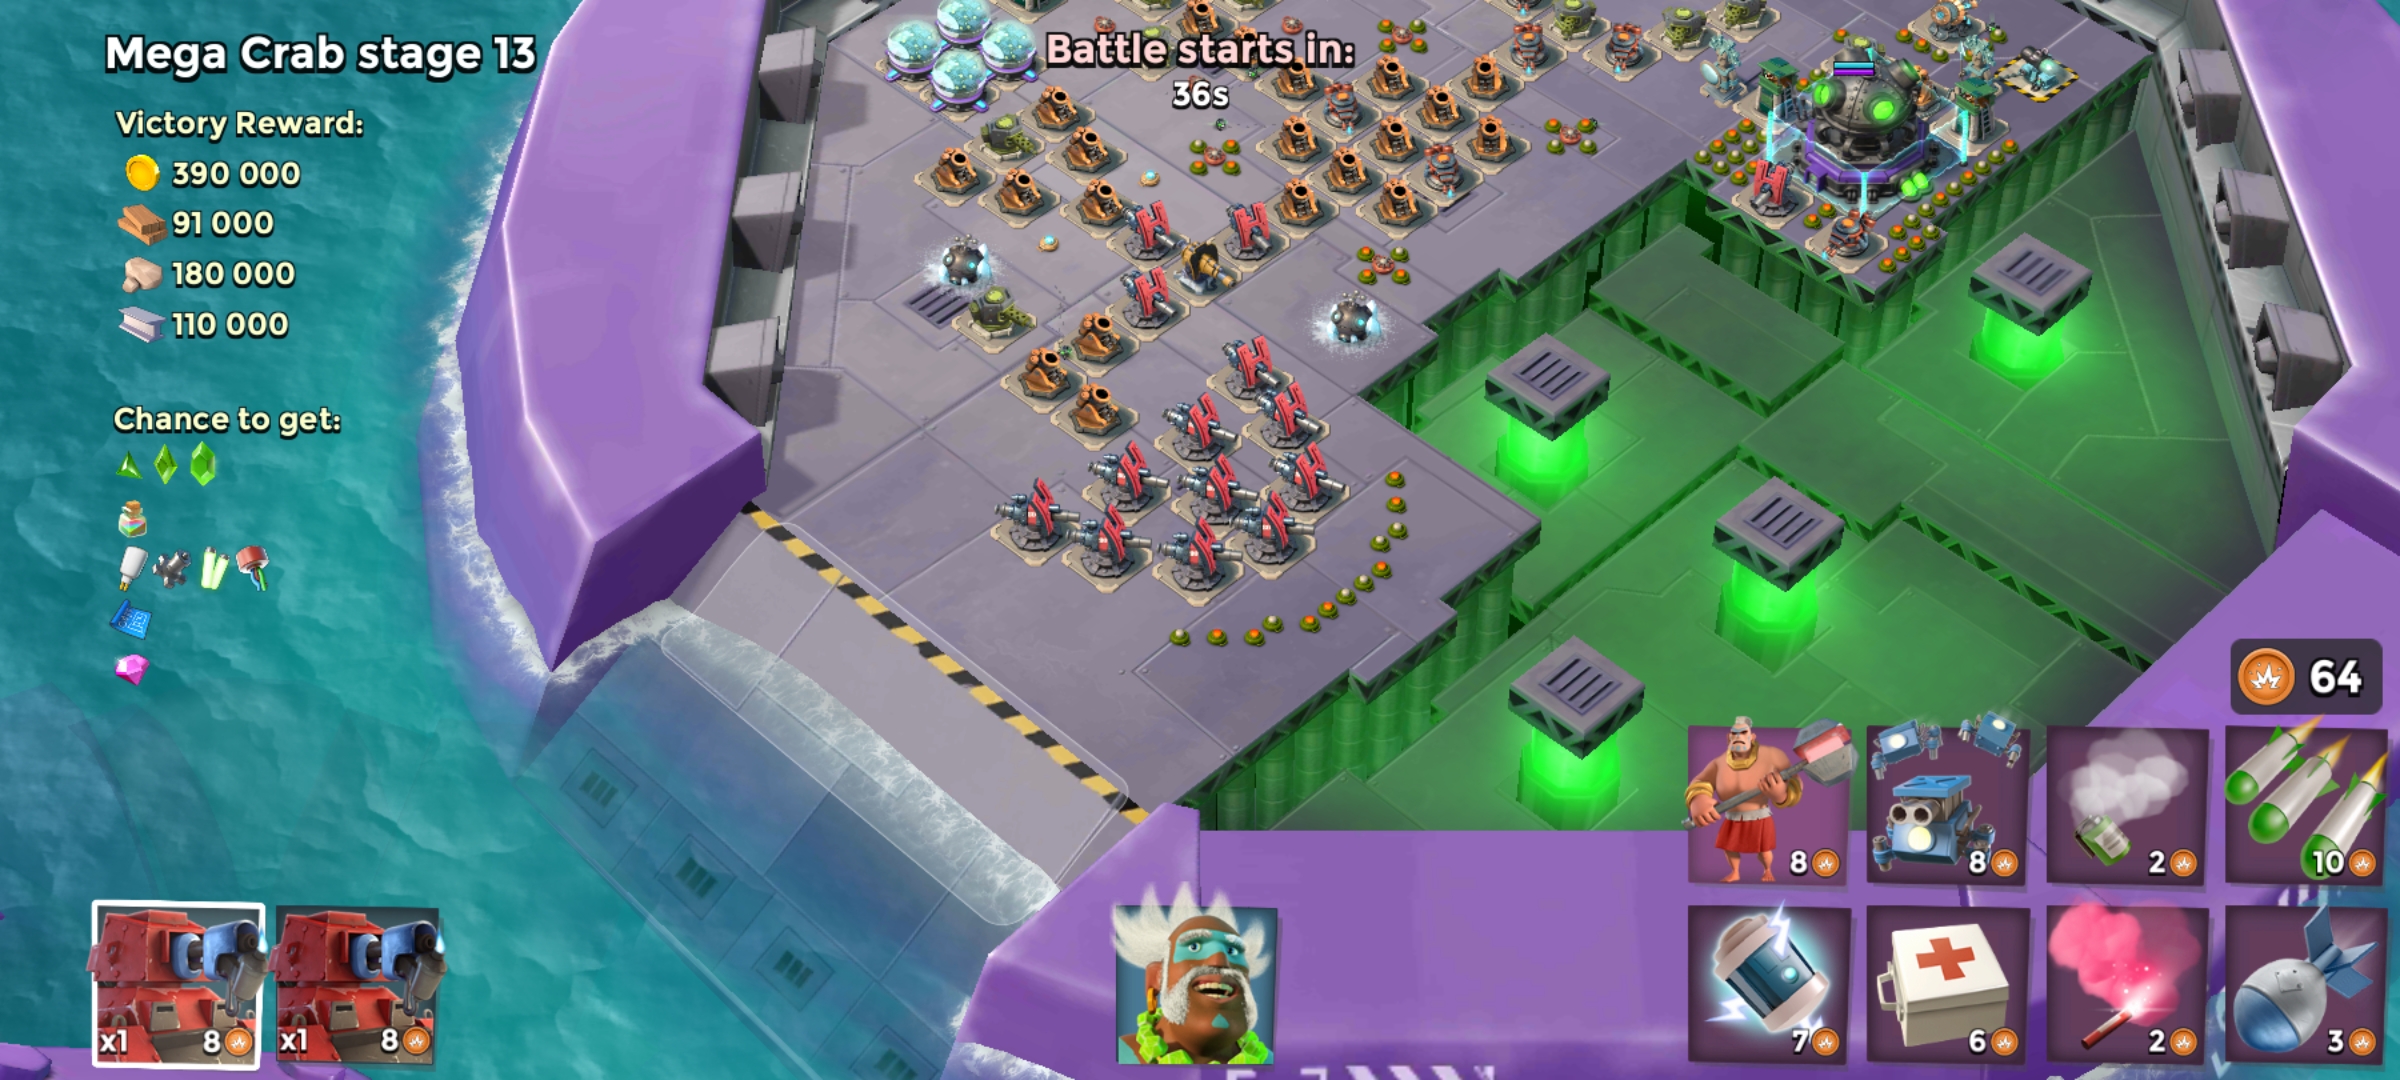 Mega Crab stage 13
Battle starts in:
36s
Victory Reward:
390 000
91 000
180 000
110 000
Chance to get:
64
8
8
2
10
x1 8
x1 8
7
6
2
3